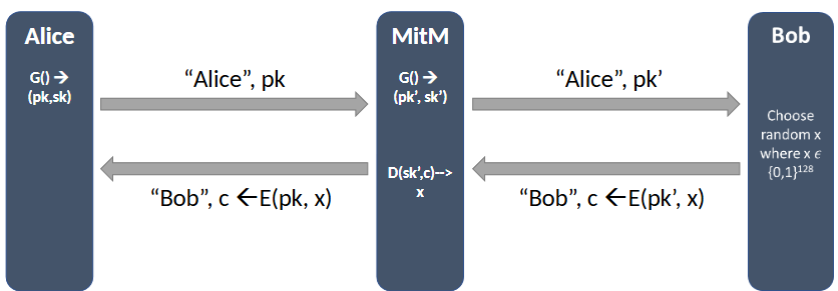 Alice
G() →
(pk,sk)
“Alice”, pk
“Bob”, c ←E(pk, x)
MitM
G() →
(pk’, sk’)
D(sk’,c)-->
x
“Alice”, pk’
“Bob”, c ←E(pk’, x)
Bob
Choose
random x
where x ϵ
{0,1}¹²⁸